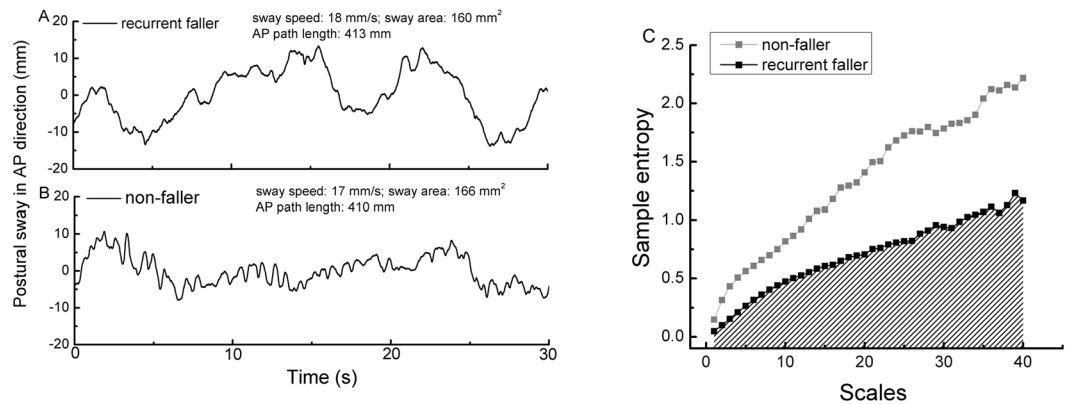 A
recurrent faller
sway speed: 18 mm/s; sway area: 160 mm²
AP path length: 413 mm
20
10
0
-10
-20
B
non-faller
sway speed: 17 mm/s; sway area: 166 mm²
AP path length: 410 mm
20
10
0
-10
-20
0
10
20
30
Time (s)
Postural sway in AP direction (mm)
C
non-faller
recurrent faller
2.5
2.0
1.5
1.0
0.5
0.0
0
10
20
30
40
Sample entropy
Scales